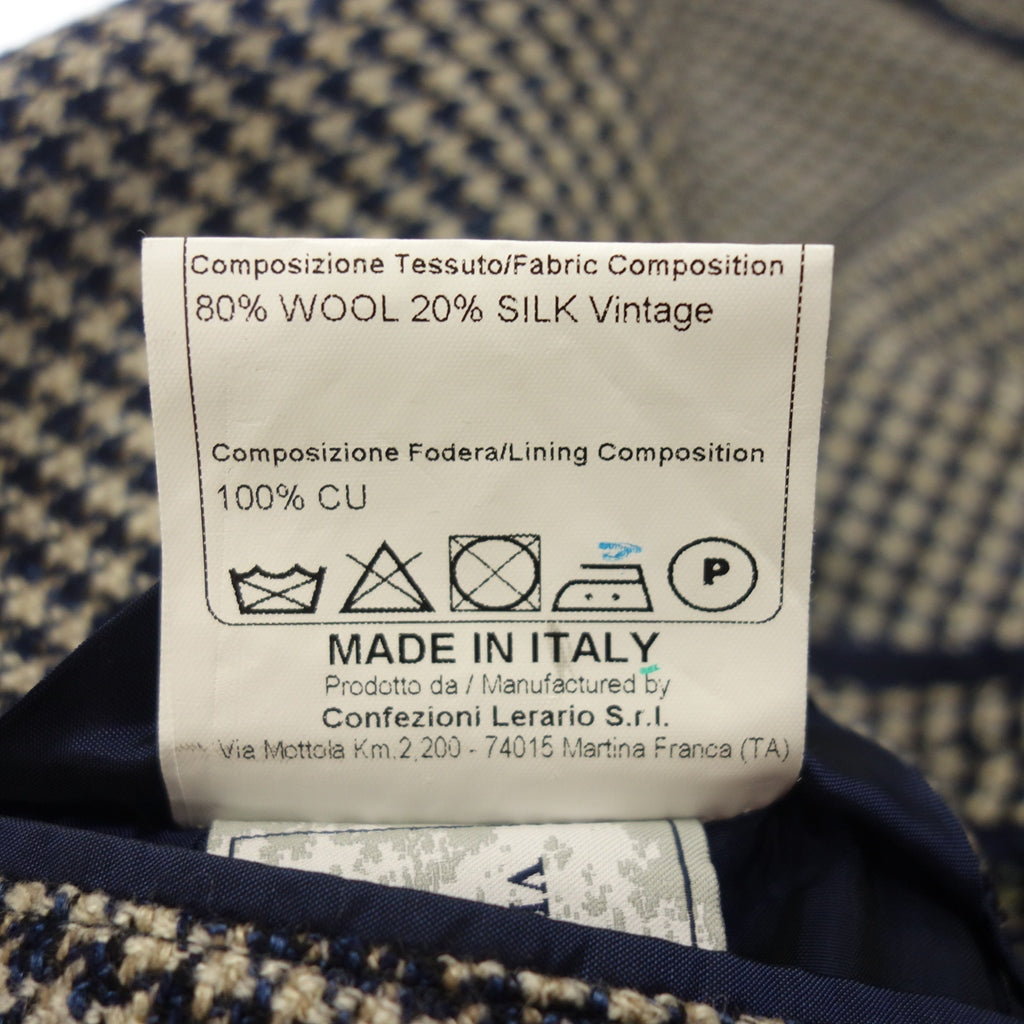 Composizione Tessuto/Fabric Composition
80% WOOL 20% SILK Vintage
Composizione Fodera/Lining Composition
100% CU
P
MADE IN ITALY
Prodotto da / Manufactured by
Confezioni Lerario S.r.l.
Via Mottola Km.2,200 - 74015 Martina Franca (TA)